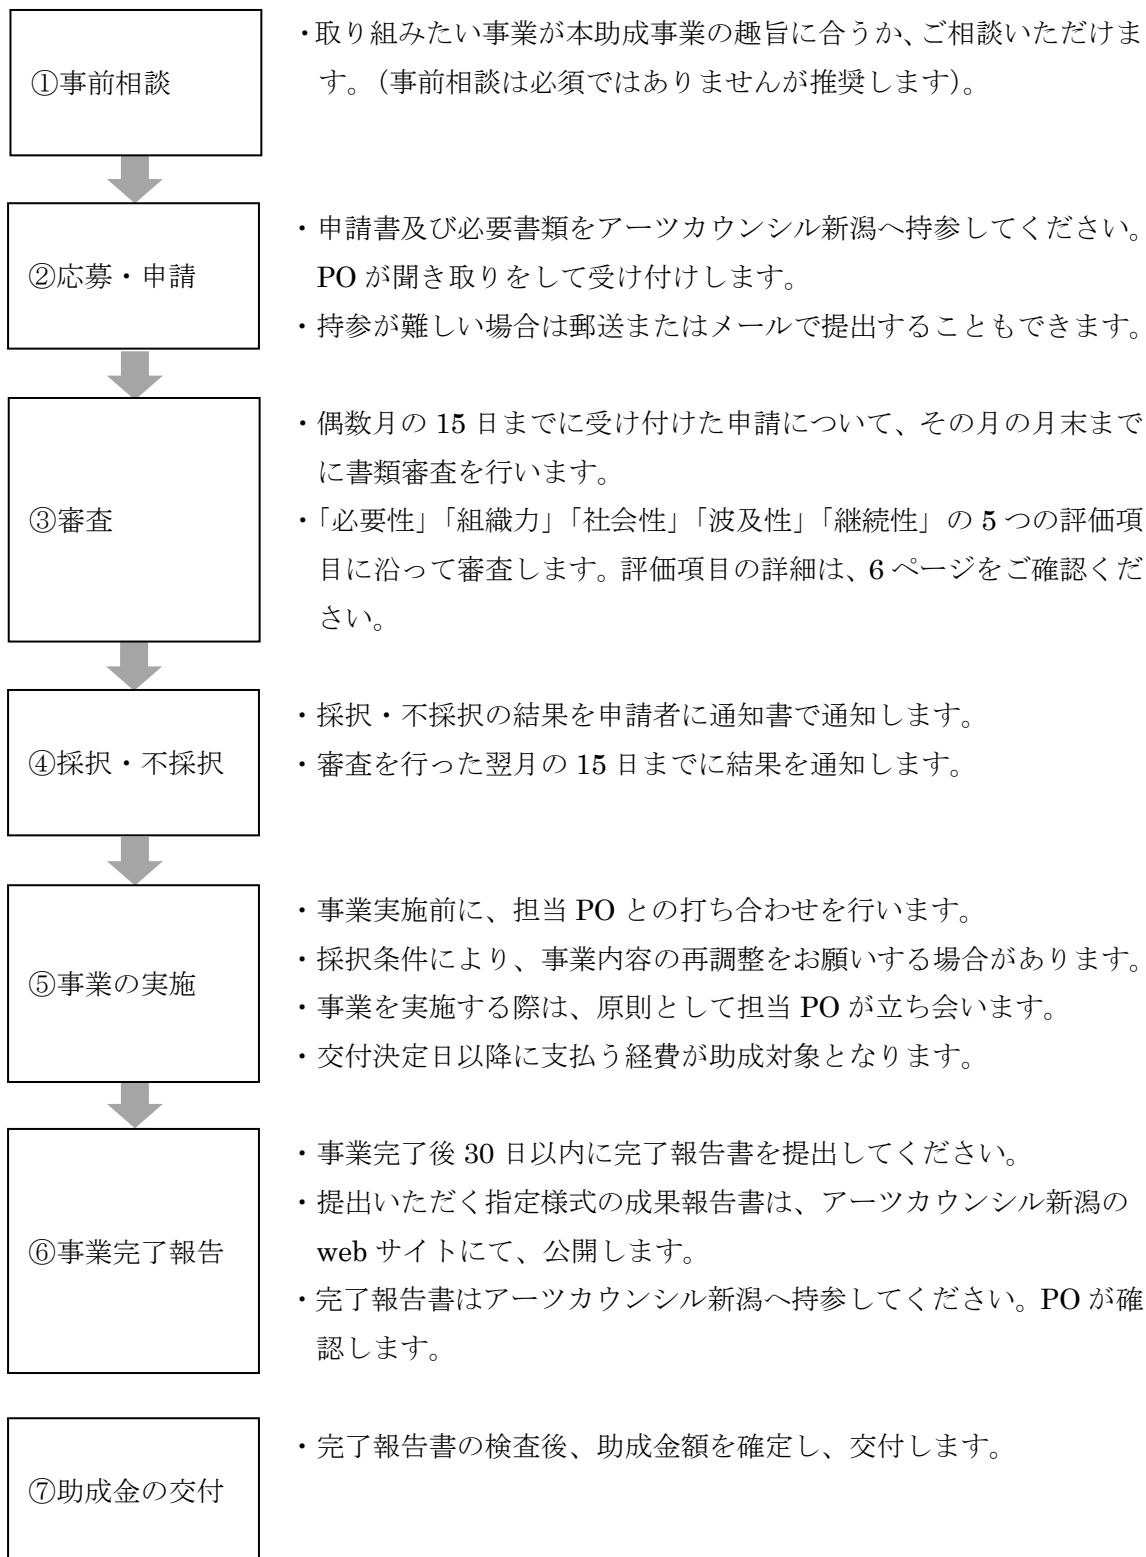 ①事前相談
・取り組みたい事業が本助成事業の趣旨に合うか、ご相談いただけま
す。（事前相談は必須ではありませんが推奨します）。
②応募・申請
・申請書及び必要書類をアーツカウンシル新潟へ持参してください。
PO が聞き取りをして受け付けします。
・持参が難しい場合は郵送またはメールで提出することもできます。
③審査
・偶数月の 15 日までに受け付けた申請について、その月の月末まで
に書類審査を行います。
・「必要性」「組織力」「社会性」「波及性」「継続性」の 5 つの評価項
目に沿って審査します。評価項目の詳細は、6 ページをご確認くだ
さい。
④採択・不採択
・採択・不採択の結果を申請者に通知書で通知します。
・審査を行った翌月の 15 日までに結果を通知します。
⑤事業の実施
・事業実施前に、担当 PO との打ち合わせを行います。
・採択条件により、事業内容の再調整をお願いする場合があります。
・事業を実施する際は、原則として担当 PO が立ち会います。
・交付決定日以降に支払う経費が助成対象となります。
⑥事業完了報告
・事業完了後 30 日以内に完了報告書を提出してください。
・提出いただく指定様式の成果報告書は、アーツカウンシル新潟の
web サイトにて、公開します。
・完了報告書はアーツカウンシル新潟へ持参してください。PO が確
認します。
⑦助成金の交付
・完了報告書の検査後、助成金額を確定し、交付します。